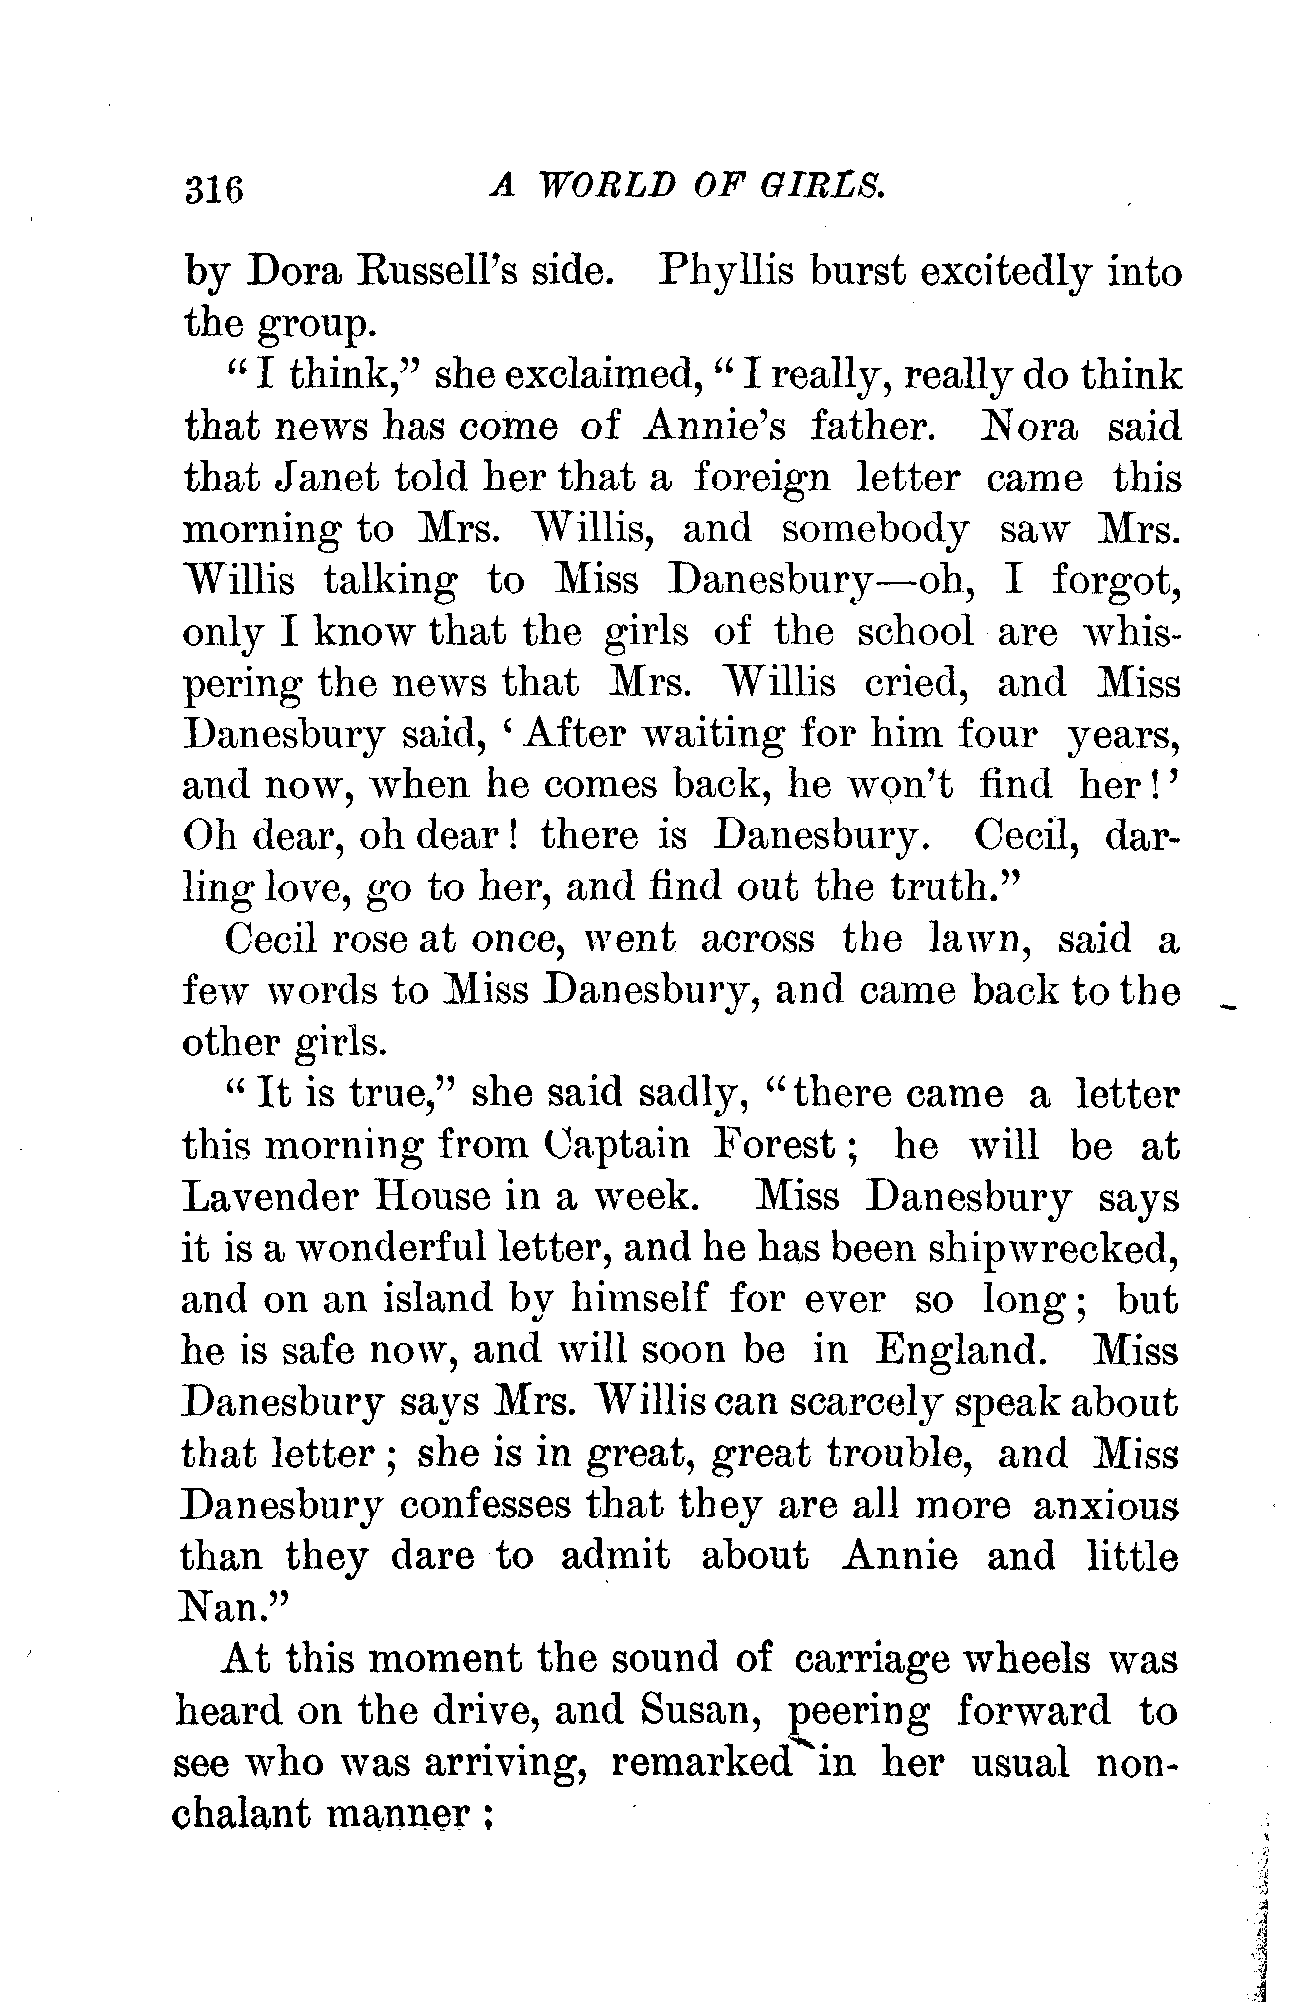 316 A WORLD OF GIRLS.
by Dora Russell's side. Phyllis burst excitedly into
the group.
“I think,” she exclaimed, “I really, really do think
that news has come of Annie's father. Nora said
that Janet told her that a foreign letter came this
morning to Mrs. Willis, and somebody saw Mrs.
Willis talking to Miss Danesbury—oh, I forgot,
only I know that the girls of the school are whis-
pering the news that Mrs. Willis cried, and Miss
Danesbury said, ‘After waiting for him four years,
and now, when he comes back, he won't find her!’
Oh dear, oh dear! there is Danesbury. Cecil, dar-
ling love, go to her, and find out the truth.”
Cecil rose at once, went across the lawn, said a
few words to Miss Danesbury, and came back to the
other girls.
“It is true,” she said sadly, “there came a letter
this morning from Captain Forest; he will be at
Lavender House in a week. Miss Danesbury says
it is a wonderful letter, and he has been shipwrecked,
and on an island by himself for ever so long; but
he is safe now, and will soon be in England. Miss
Danesbury says Mrs. Willis can scarcely speak about
that letter; she is in great, great trouble, and Miss
Danesbury confesses that they are all more anxious
than they dare to admit about Annie and little
Nan.”
At this moment the sound of carriage wheels was
heard on the drive, and Susan, peering forward to
see who was arriving, remarked in her usual non-
chalant manner;